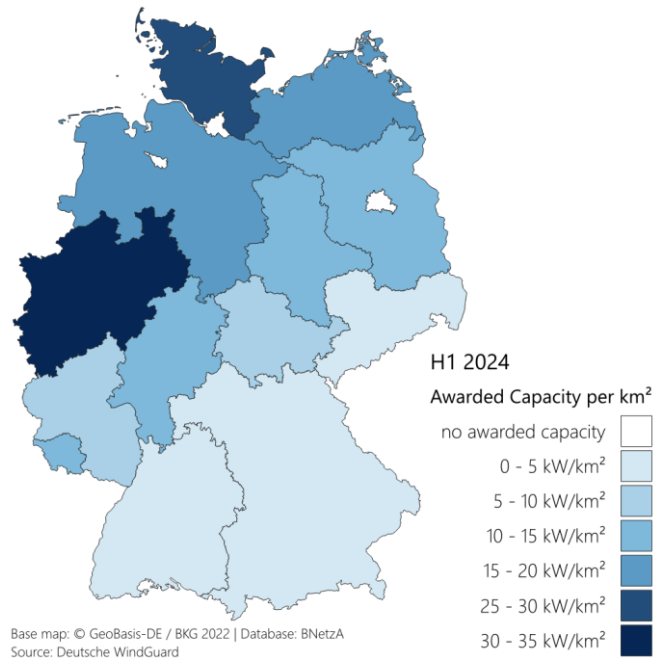 H1 2024
Awarded Capacity per km²
no awarded capacity
0 - 5 kW/km²
5 - 10 kW/km²
10 - 15 kW/km²
15 - 20 kW/km²
25 - 30 kW/km²
30 - 35 kW/km²
Base map: © GeoBasis-DE / BKG 2022 | Database: BNetzA
Source: Deutsche WindGuard